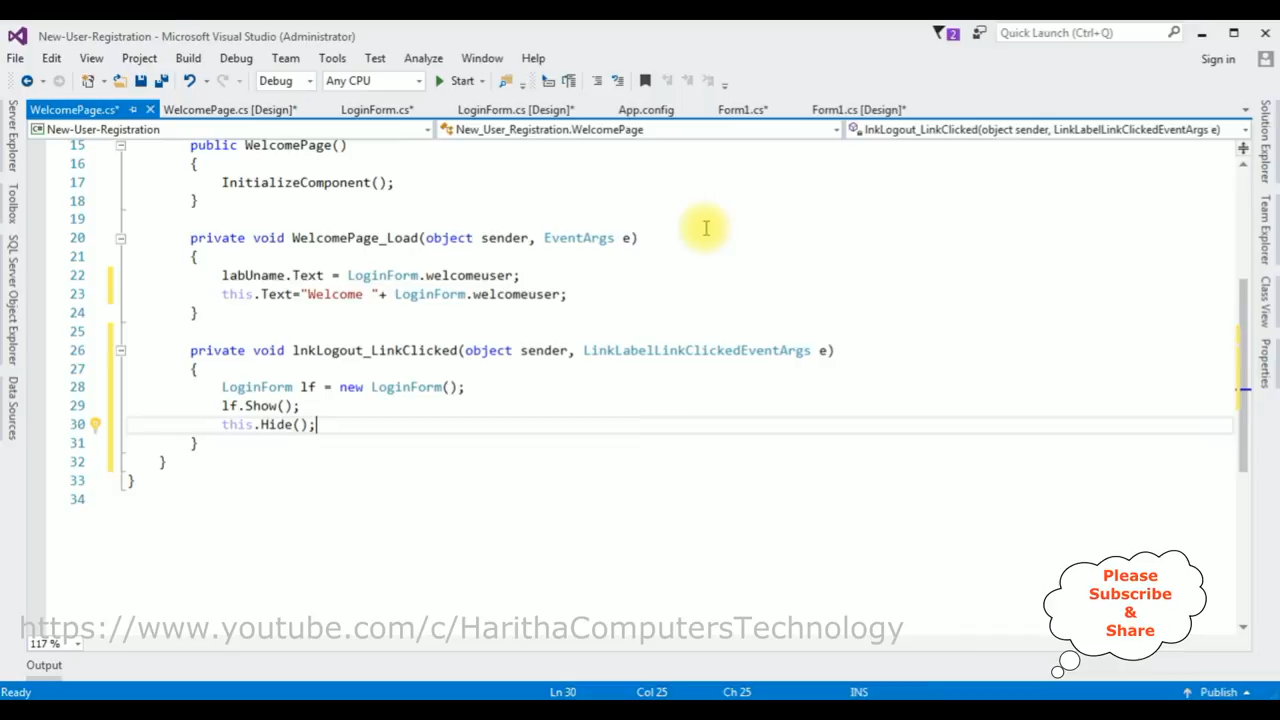 New-User-Registration - Microsoft Visual Studio (Administrator)
2
Quick Launch (Ctrl+Q)
File Edit View Project Build Debug Team Tools Test Analyze Window Help
Sign in
Debug Any CPU Start
WelcomePage.cs* WelcomePage.cs [Design]* LoginForm.cs* LoginForm.cs [Design]* App.config Form1.cs* Form1.cs [Design]*
New-User-Registration New_User_Registration.WelcomePage lnkLogout_LinkClicked(object sender, LinkLabelLinkClickedEventArgs e)
Server Explorer
Toolbox
SQL Server Object Explorer
Data Sources
Solution Explorer
Team Explorer
Class View
Properties
15 public WelcomePage()
16 {
17 InitializeComponent();
18 }
19
20 private void WelcomePage_Load(object sender, EventArgs e)
21 {
22 labUname.Text = LoginForm.welcomeuser;
23 this.Text="Welcome "+ LoginForm.welcomeuser;
24 }
25
26 private void lnkLogout_LinkClicked(object sender, LinkLabelLinkClickedEventArgs e)
27 {
28 LoginForm lf = new LoginForm();
29 lf.Show();
30 this.Hide();
31 }
32 }
33 }
34
Please
Subscribe
&
Share
https://www.youtube.com/c/HarithaComputersTechnology
117 %
Output
Ready Ln 30 Col 25 Ch 25 INS Publish